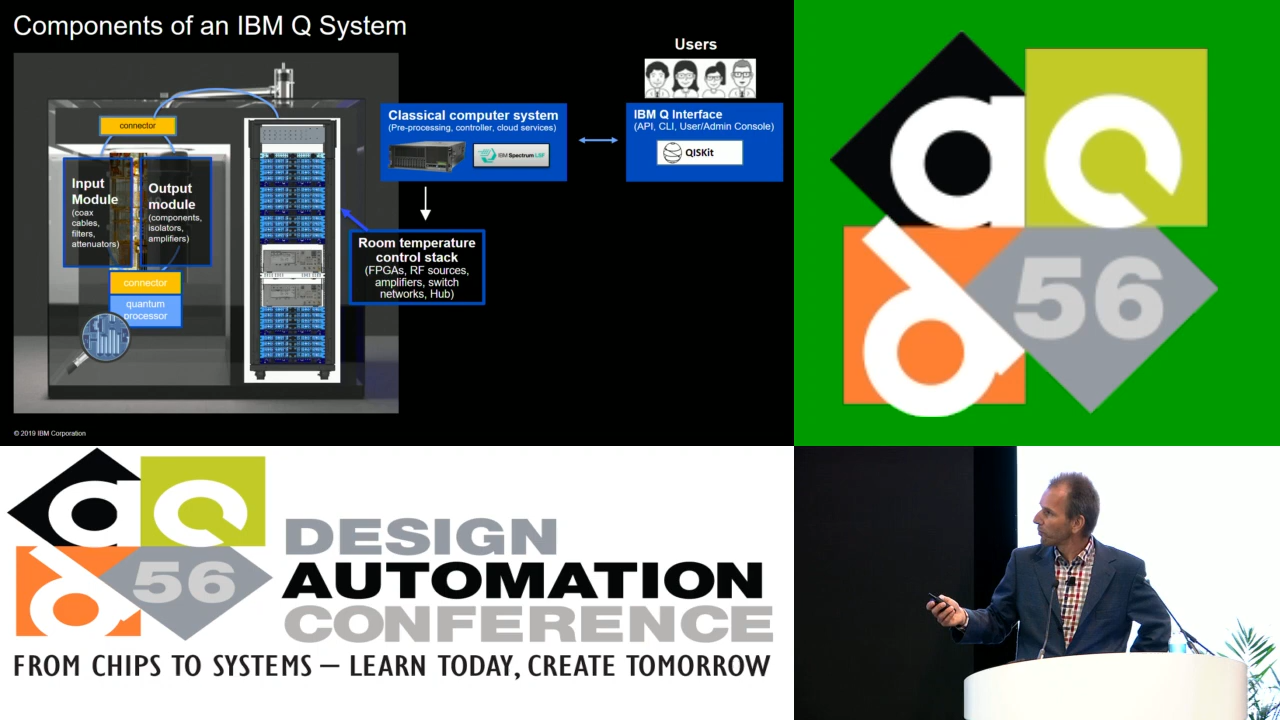 Components of an IBM Q System
Users
connector
Classical computer system
(Pre-processing, controller, cloud services)
IBM Spectrum LSF
IBM Q Interface
(API, CLI, User/Admin Console)
QISKit
Input
Module
(coax
cables,
filters,
attenuators)
Output
module
(components,
isolators,
amplifiers)
Room temperature
control stack
(FPGAs, RF sources,
amplifiers, switch
networks, Hub)
connector
quantum
processor
© 2019 IBM Corporation
dac
56
dac
56
DESIGN
AUTOMATION
CONFERENCE
FROM CHIPS TO SYSTEMS – LEARN TODAY, CREATE TOMORROW